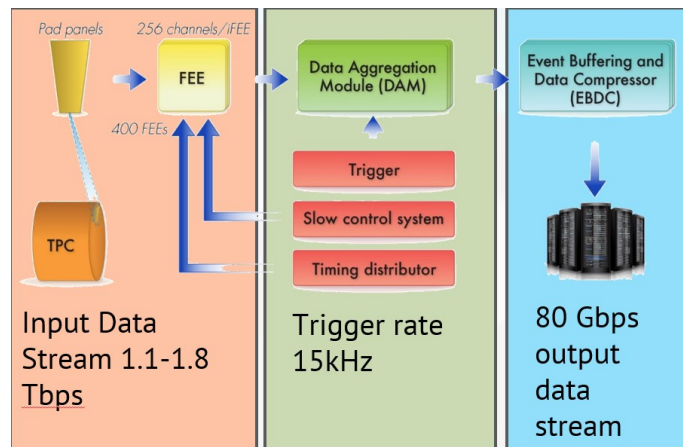 Pad panels
256 channels/iFEE
FEE
400 FEEs
TPC
Input Data
Stream 1.1-1.8
Tbps
Data Aggregation
Module (DAM)
Trigger
Slow control system
Timing distributor
Trigger rate
15kHz
Event Buffering and
Data Compressor
(EBDC)
80 Gbps
output
data
stream